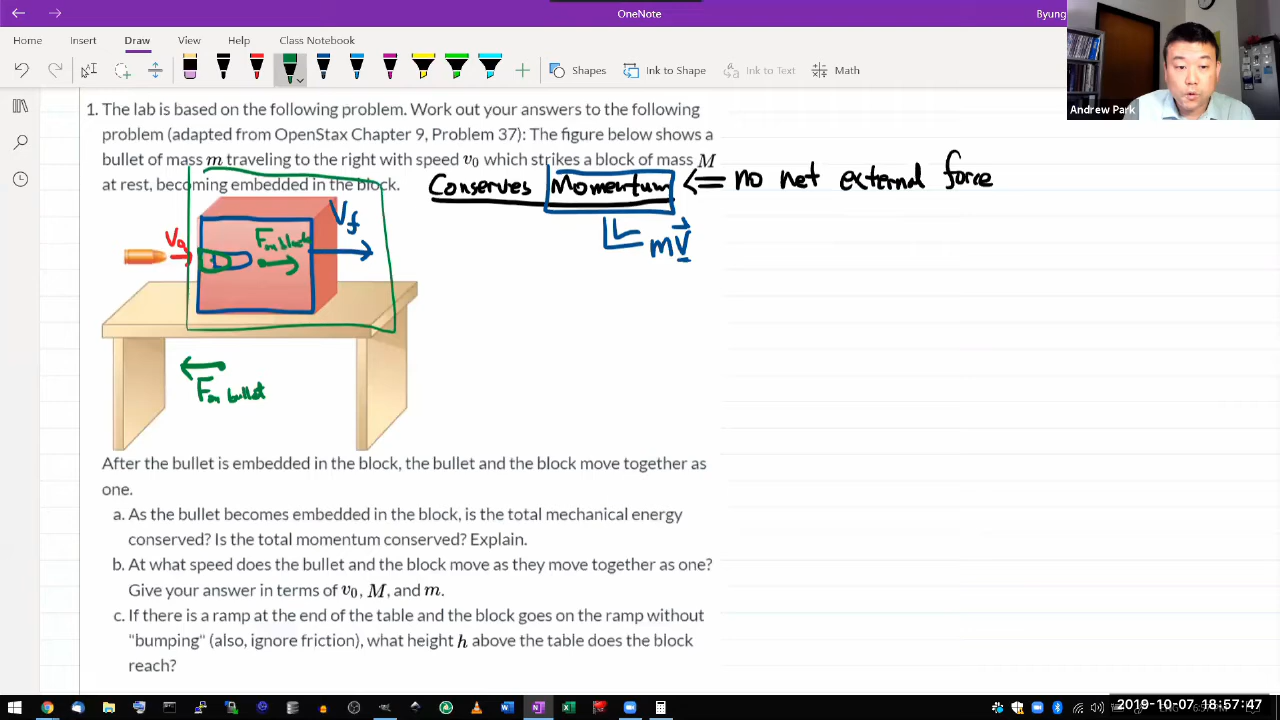 OneNote
Byung
Home Insert Draw View Help Class Notebook
Shapes Ink to Shape Ink to Text Math
Andrew Park
1. The lab is based on the following problem. Work out your answers to the following
problem (adapted from OpenStax Chapter 9, Problem 37): The figure below shows a
bullet of mass m traveling to the right with speed v₀ which strikes a block of mass M
at rest, becoming embedded in the block.
Conserves Momentum <= no net external force
mv⃗
V₀
F on block
Vf
F on bullet
After the bullet is embedded in the block, the bullet and the block move together as
one.
a. As the bullet becomes embedded in the block, is the total mechanical energy
conserved? Is the total momentum conserved? Explain.
b. At what speed does the bullet and the block move as they move together as one?
Give your answer in terms of v₀, M, and m.
c. If there is a ramp at the end of the table and the block goes on the ramp without
"bumping" (also, ignore friction), what height h above the table does the block
reach?
2019-10-07 18:57:47